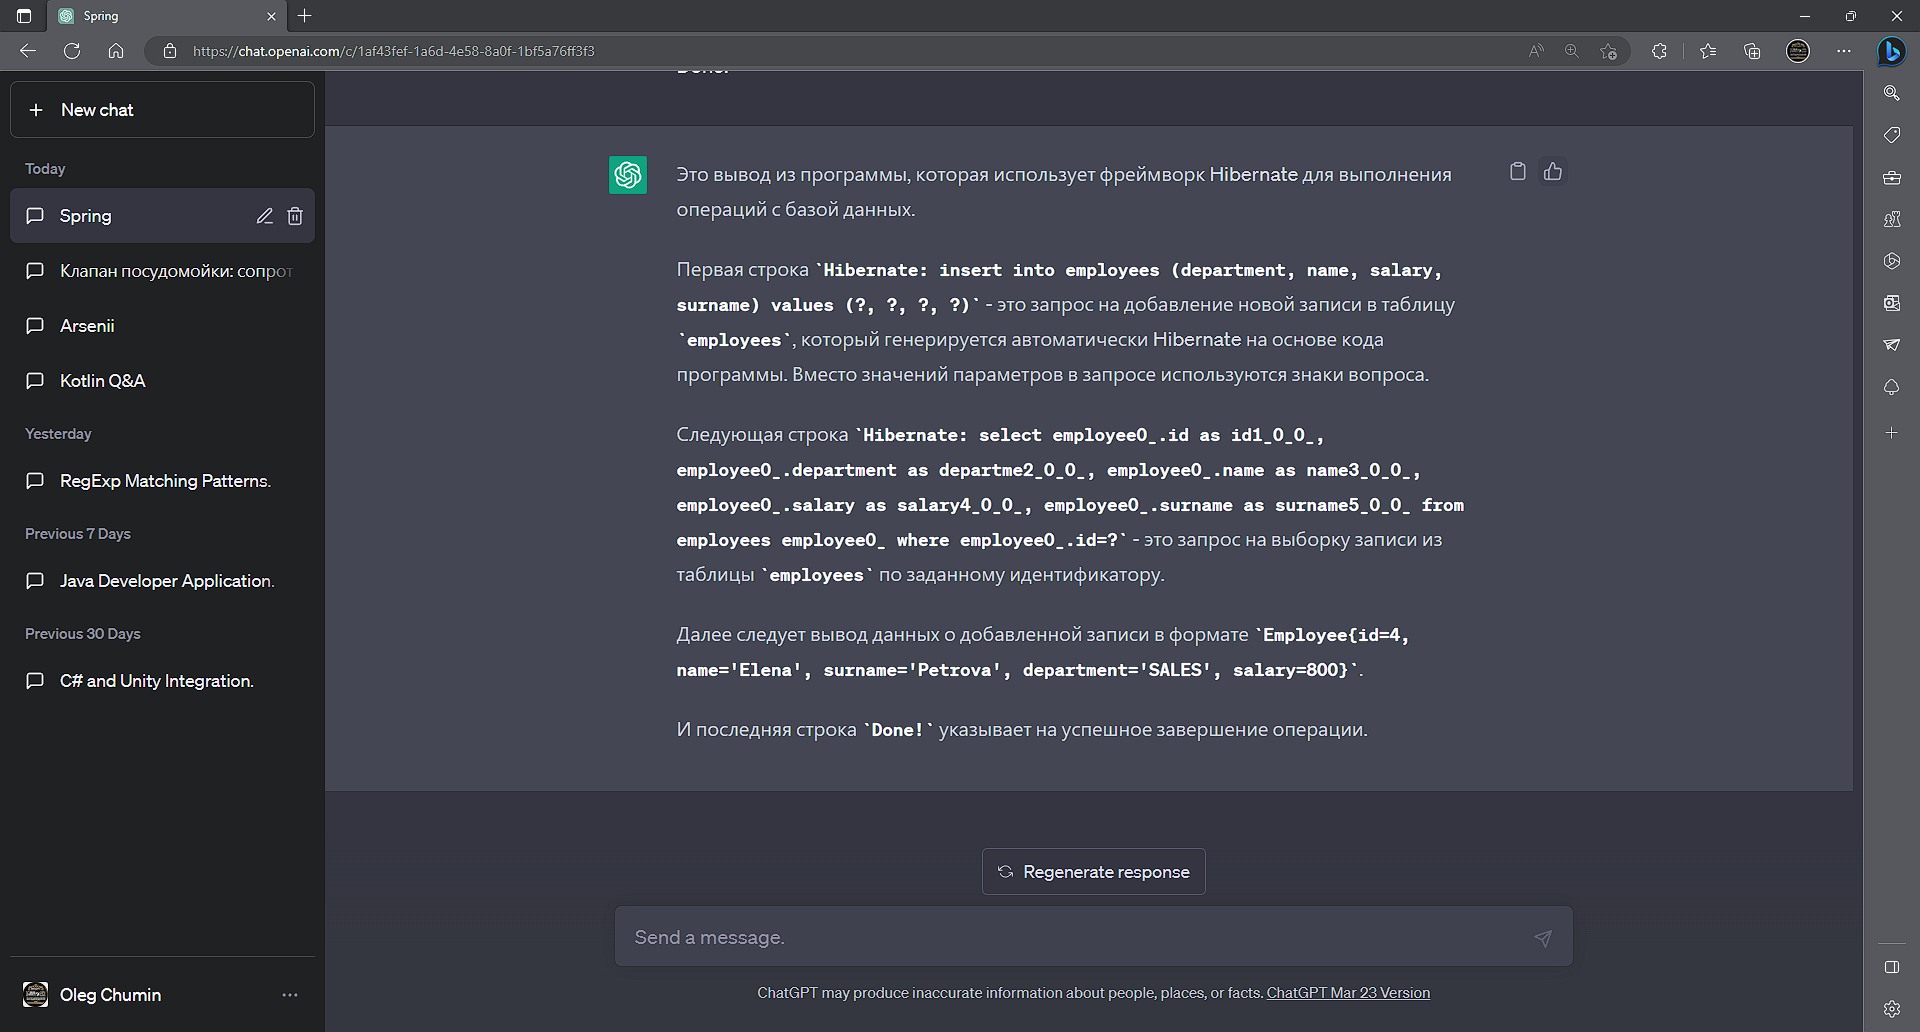 Spring
https://chat.openai.com/c/1af43fef-1a6d-4e58-8a0f-1bf5a76ff3f3
New chat
Today
Spring
Клапан посудомойки: сопрот
Arsenii
Kotlin Q&A
Yesterday
RegExp Matching Patterns.
Previous 7 Days
Java Developer Application.
Previous 30 Days
C# and Unity Integration.
Oleg Chumin
Done!
Это вывод из программы, которая использует фреймворк Hibernate для выполнения
операций с базой данных.
Первая строка `Hibernate: insert into employees (department, name, salary,
surname) values (?, ?, ?, ?)` - это запрос на добавление новой записи в таблицу
`employees`, который генерируется автоматически Hibernate на основе кода
программы. Вместо значений параметров в запросе используются знаки вопроса.
Следующая строка `Hibernate: select employee0_.id as id1_0_0_,
employee0_.department as departme2_0_0_, employee0_.name as name3_0_0_,
employee0_.salary as salary4_0_0_, employee0_.surname as surname5_0_0_ from
employees employee0_ where employee0_.id=?` - это запрос на выборку записи из
таблицы `employees` по заданному идентификатору.
Далее следует вывод данных о добавленной записи в формате `Employee{id=4,
name='Elena', surname='Petrova', department='SALES', salary=800}`.
И последняя строка `Done!` указывает на успешное завершение операции.
Regenerate response
Send a message.
ChatGPT may produce inaccurate information about people, places, or facts. ChatGPT Mar 23 Version